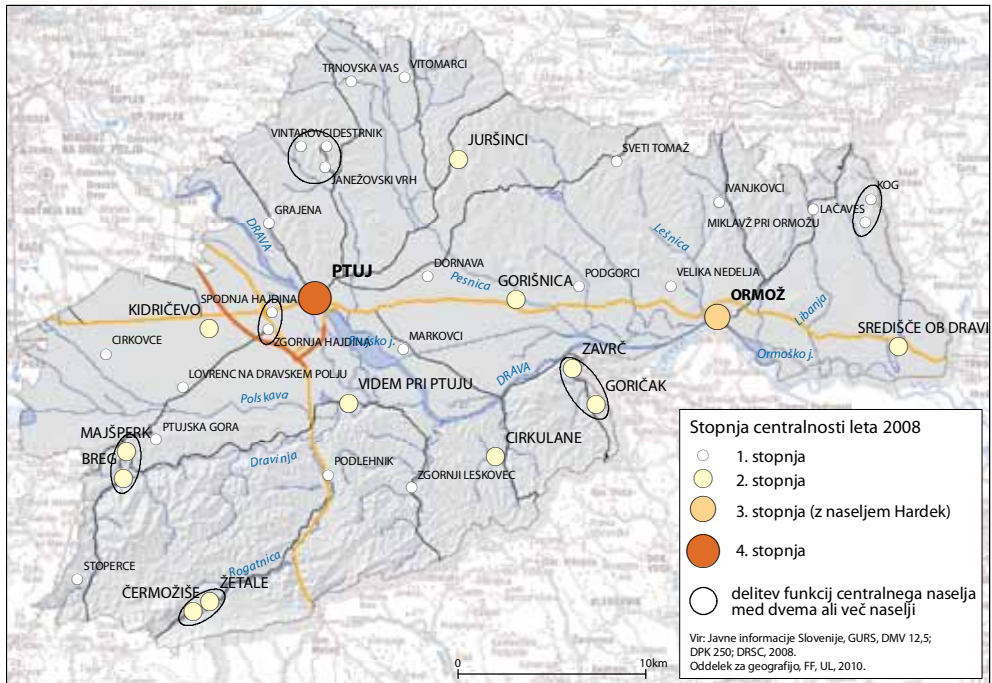 TRNOVSKA VAS
VITOMARCI
VINTAROVCI
DESTRNIK
JURŠINCI
SVETI TOMAŽ
JANEŽOVSKI VRH
IVANJKOVCI
KOG
LAČAVES
MIKLAVŽ PRI ORMOŽU
GRAJENA
DRAVA
Lešnica
DORNAVA
PTUJ
Pesnica
GORIŠNICA
PODGORCI
VELIKA NEDELJA
ORMOŽ
SPODNJA HAJDINA
KIDRIČEVO
Libanja
SREDIŠČE OB DRAVI
CIRKOVCE
ZGORNJA HAJDINA
Ptujsko j.
MARKOVCI
ZAVRČ
Ormoško j.
DRAVA
LOVRENC NA DRAVSKEM POLJU
VIDEM PRI PTUJU
GORIČAK
Polskava
MAJŠPERK
PTUJSKA GORA
CIRKULANE
BREG
Dravinja
PODLEHNIK
ZGORNJI LESKOVEC
STOPERCE
Rogatnica
ČERMOŽIŠE
ŽETALE
Stopnja centralnosti leta 2008
1. stopnja
2. stopnja
3. stopnja (z naseljem Hardek)
4. stopnja
delitev funkcij centralnega naselja
med dvema ali več naselji
Vir: Javne informacije Slovenije, GURS, DMV 12,5;
DPK 250; DRSC, 2008.
Oddelek za geografijo, FF, UL, 2010.
0
10km